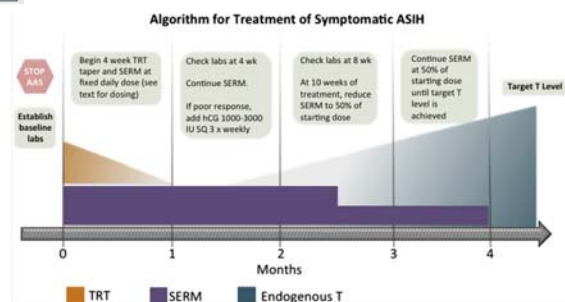 Algorithm for Treatment of Symptomatic ASIH
STOP
AAS
Establish
baseline
labs
Begin 4 week TRT
taper and SERM at
fixed daily dose (see
text for dosing)
Check labs at 4 wk
Continue SERM.
If poor response,
add hCG 1000-3000
IU SQ 3 x weekly
Check labs at 8 wk
At 10 weeks of
treatment, reduce
SERM to 50% of
starting dose
Continue SERM
at 50% of
starting dose
until target T
level is
achieved
Target T Level
0 1 2 3 4
Months
TRT SERM Endogenous T